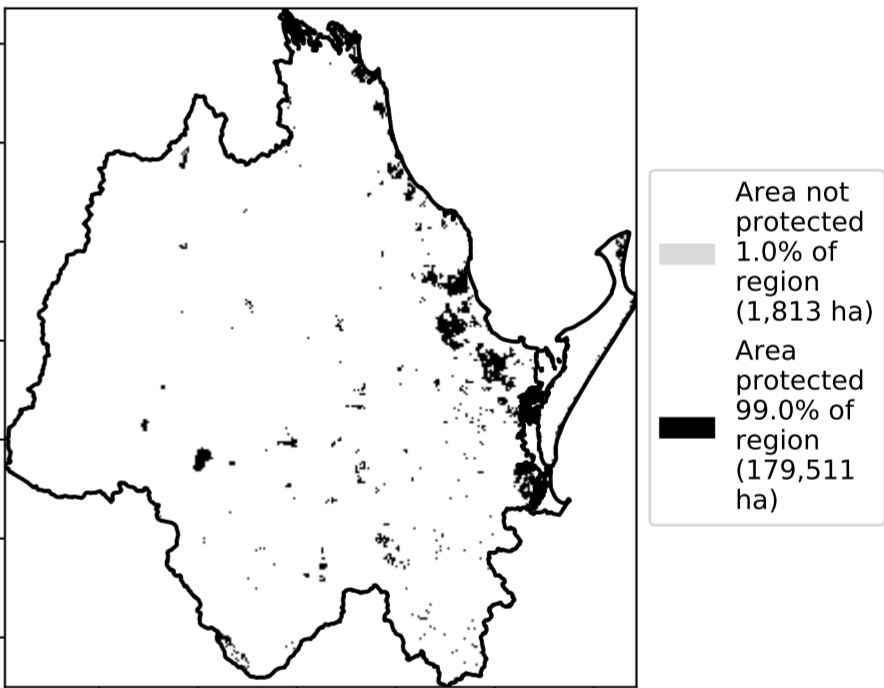 Area not
protected
1.0% of
region
(1,813 ha)
Area
protected
99.0% of
region
(179,511
ha)